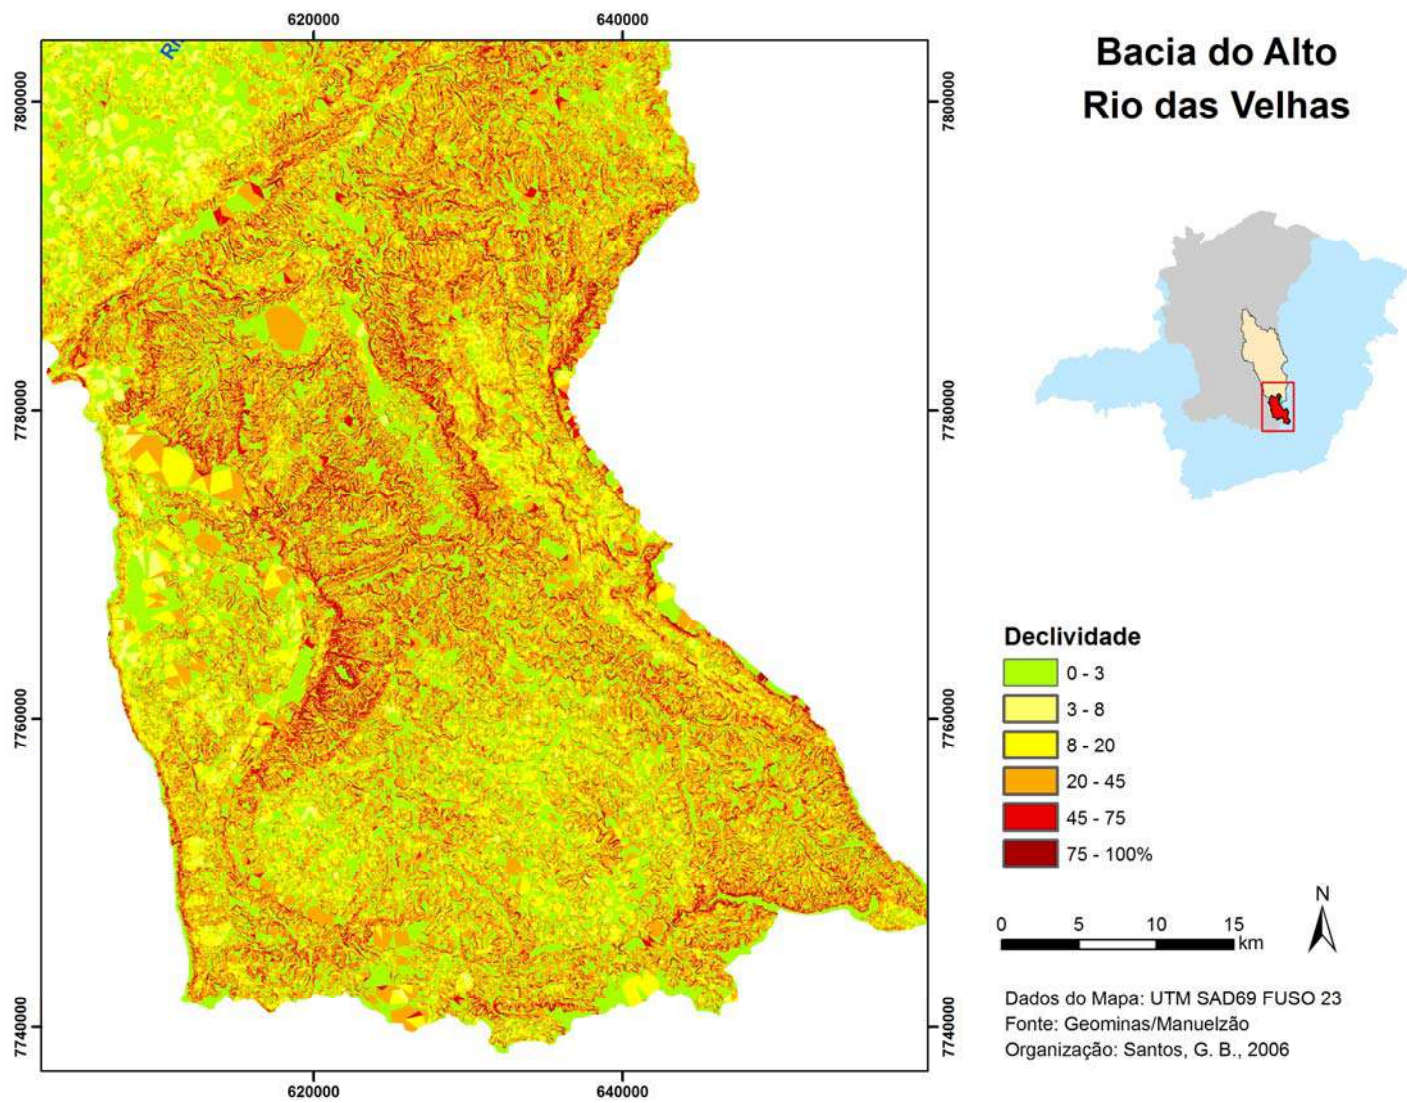 620000
640000
Bacia do Alto
Rio das Velhas
7800000
7800000
7780000
7780000
7760000
7760000
7740000
7740000
620000
640000
Declividade
0 - 3
3 - 8
8 - 20
20 - 45
45 - 75
75 - 100%
N
0 5 10 15
km
Dados do Mapa: UTM SAD69 FUSO 23
Fonte: Geominas/Manuelzão
Organização: Santos, G. B., 2006